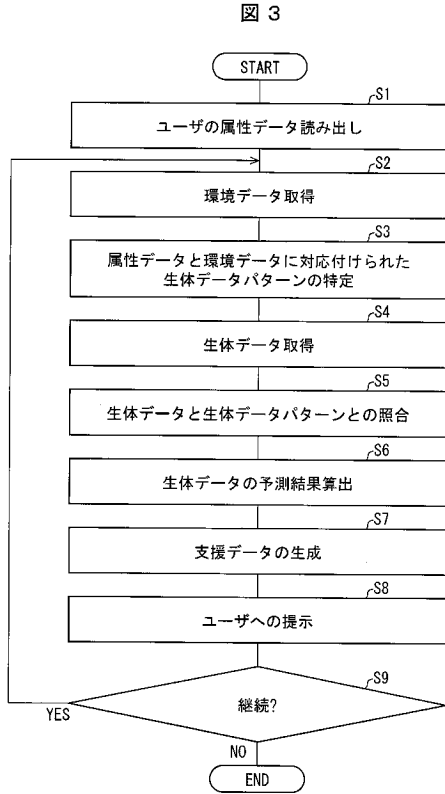 図 3
START
S1
ユーザの属性データ読み出し
S2
環境データ取得
S3
属性データと環境データに対応付けられた
生体データパターンの特定
S4
生体データ取得
S5
生体データと生体データパターンとの照合
S6
生体データの予測結果算出
S7
支援データの生成
S8
ユーザへの提示
S9
継続?
YES
NO
END